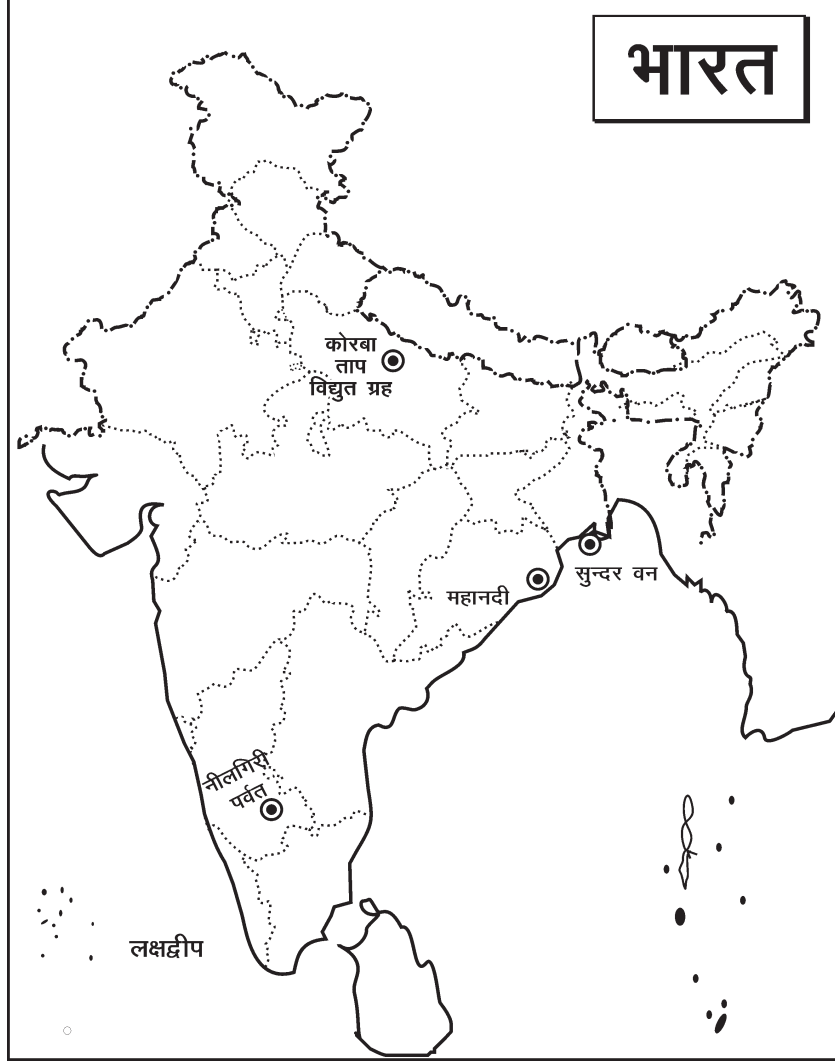 भारत
कोरबा
ताप
विद्युत ग्रह
सुन्दर वन
महानदी
नीलगिरी
पर्वत
लक्षद्वीप